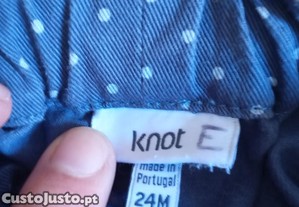 knot E
made in
Portugal
24M
CustoJusto.pt